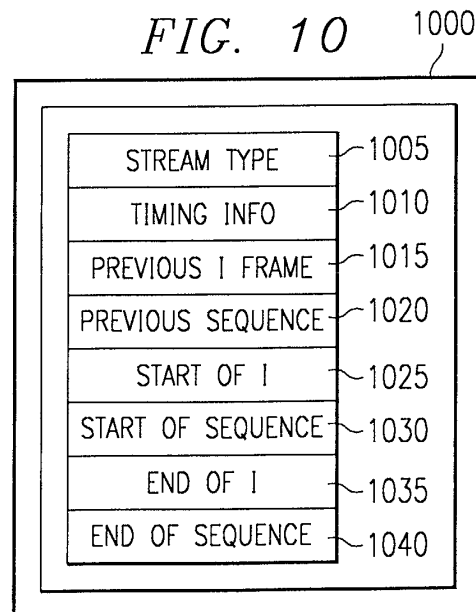 FIG. 10
1000
STREAM TYPE 1005
TIMING INFO 1010
PREVIOUS I FRAME 1015
PREVIOUS SEQUENCE 1020
START OF I 1025
START OF SEQUENCE 1030
END OF I 1035
END OF SEQUENCE 1040